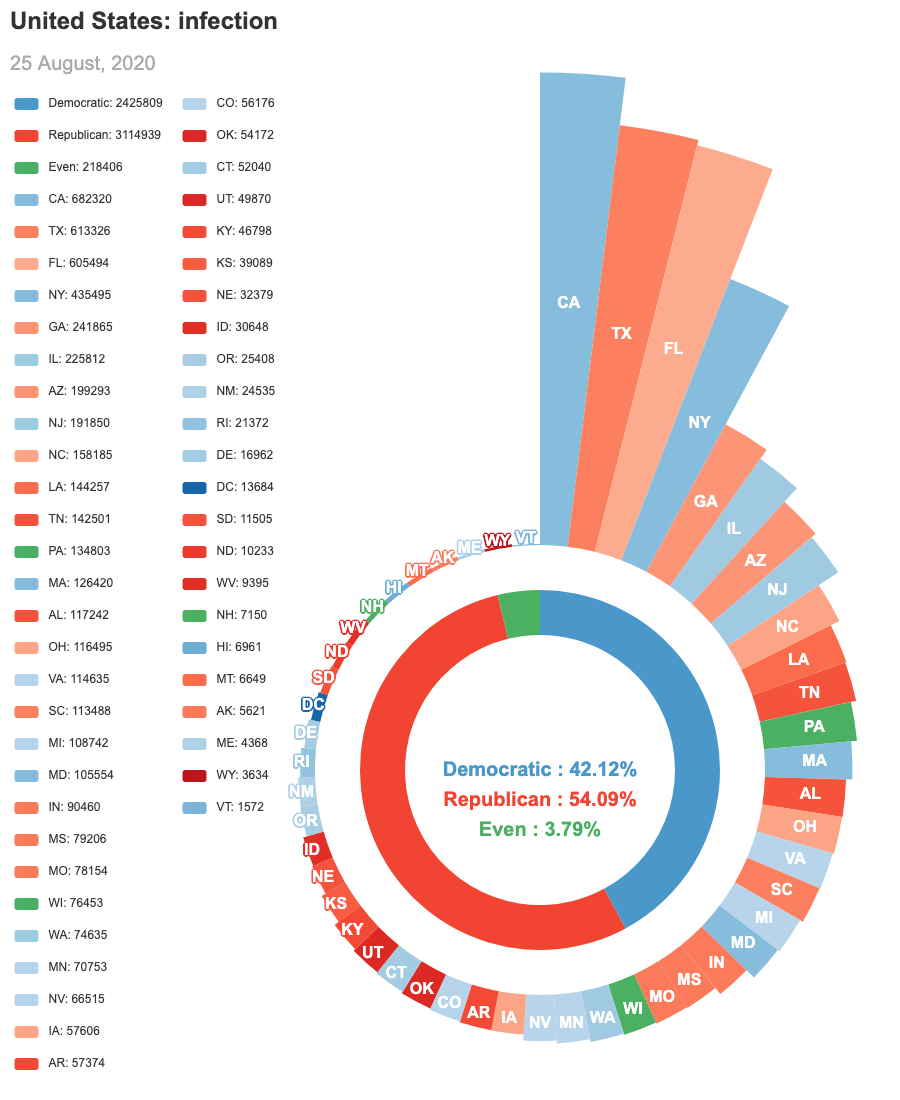 United States: infection
25 August, 2020
Democratic: 2425809
Republican: 3114939
Even: 218406
CA: 682320
TX: 613326
FL: 605494
NY: 435495
GA: 241865
IL: 225812
AZ: 199293
NJ: 191850
NC: 158185
LA: 144257
TN: 142501
PA: 134803
MA: 126420
AL: 117242
OH: 116495
VA: 114635
SC: 113488
MI: 108742
MD: 105554
IN: 90460
MS: 79206
MO: 78154
WI: 76453
WA: 74635
MN: 70753
NV: 66515
IA: 57606
AR: 57374
CO: 56176
OK: 54172
CT: 52040
UT: 49870
KY: 46798
KS: 39089
NE: 32379
ID: 30648
OR: 25408
NM: 24535
RI: 21372
DE: 16962
DC: 13684
SD: 11505
ND: 10233
WV: 9395
NH: 7150
HI: 6961
MT: 6649
AK: 5621
ME: 4368
WY: 3634
VT: 1572
CA
TX
FL
NY
GA
IL
AZ
NJ
NC
LA
TN
PA
MA
AL
OH
VA
SC
MI
MD
IN
MS
MO
WI
WA
MN
NV
IA
AR
CO
OK
CT
UT
KY
KS
NE
ID
OR
NM
RI
DE
DC
SD
ND
WV
NH
HI
MT
AK
ME
WY
VT
Democratic : 42.12%
Republican : 54.09%
Even : 3.79%